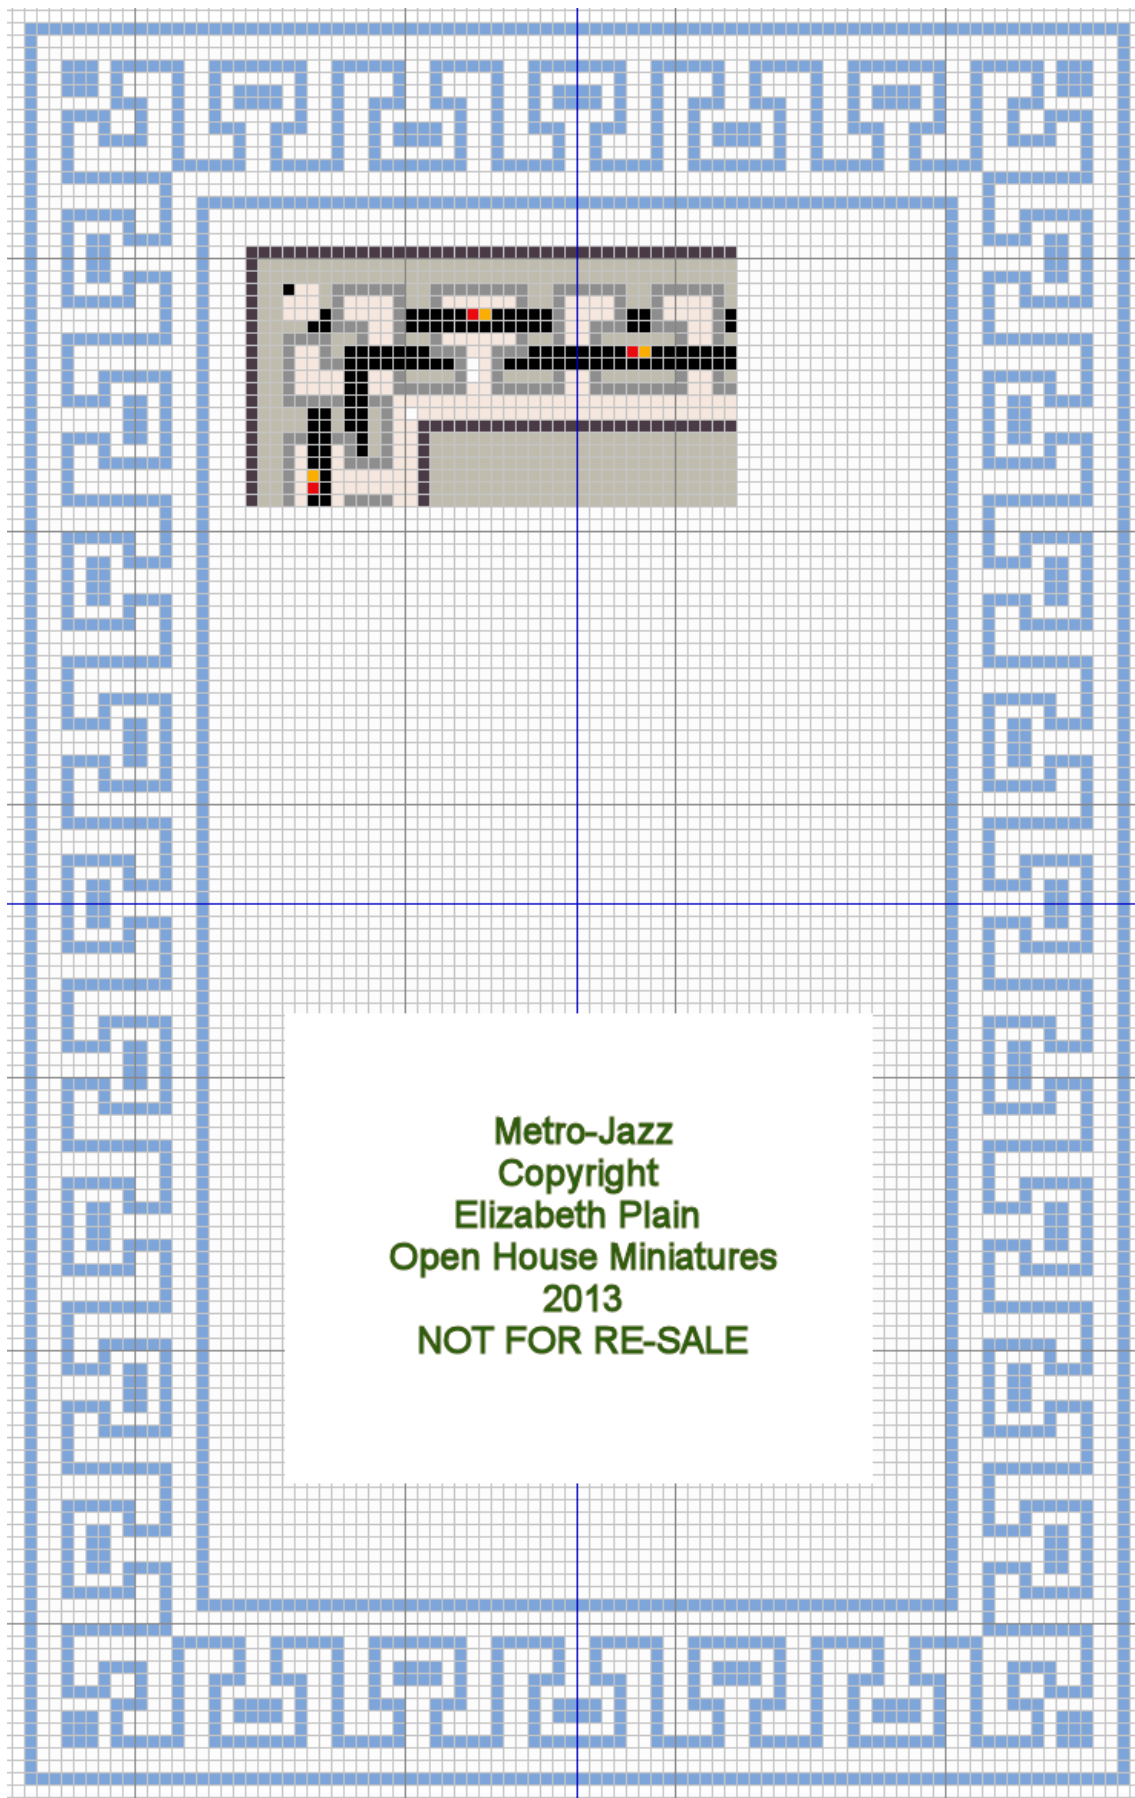 Metro-Jazz
Copyright
Elizabeth Plain
Open House Miniatures
2013
NOT FOR RE-SALE